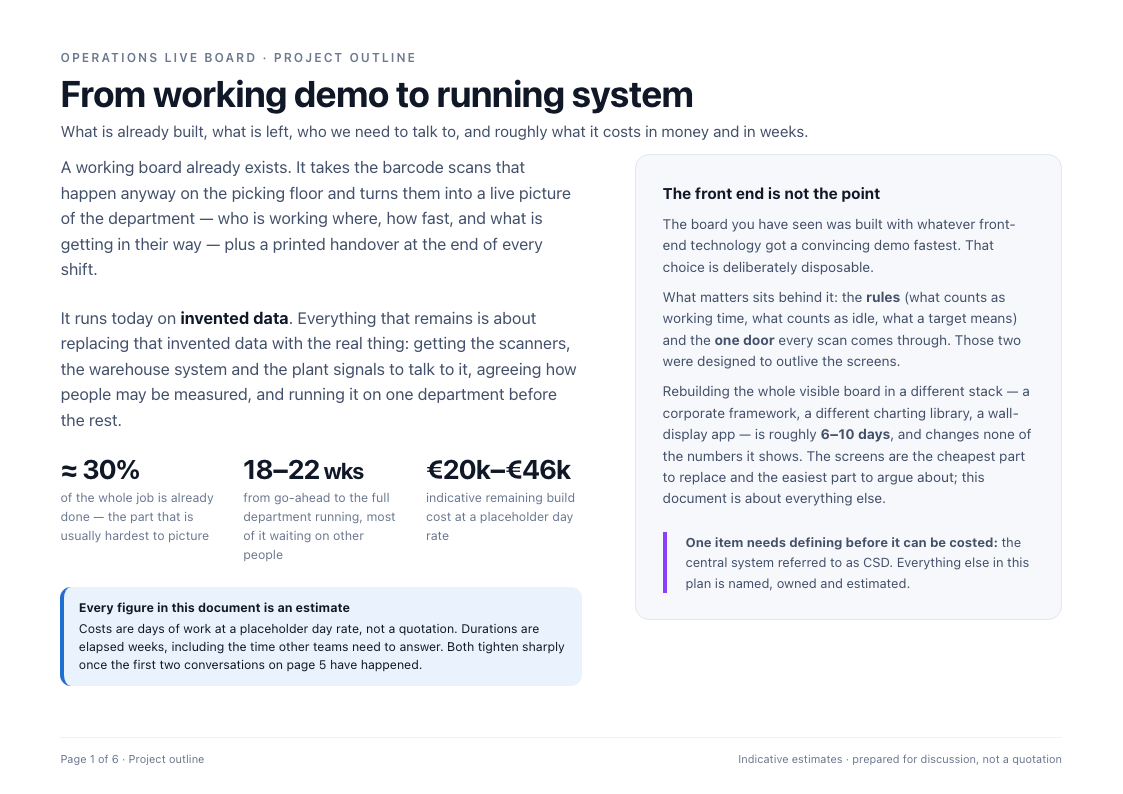 OPERATIONS LIVE BOARD · PROJECT OUTLINE
From working demo to running system
What is already built, what is left, who we need to talk to, and roughly what it costs in money and in weeks.
A working board already exists. It takes the barcode scans that
happen anyway on the picking floor and turns them into a live picture
of the department — who is working where, how fast, and what is
getting in their way — plus a printed handover at the end of every
shift.
It runs today on invented data. Everything that remains is about
replacing that invented data with the real thing: getting the scanners,
the warehouse system and the plant signals to talk to it, agreeing how
people may be measured, and running it on one department before
the rest.
≈ 30%
of the whole job is already
done — the part that is
usually hardest to picture
18–22 wks
from go-ahead to the full
department running, most
of it waiting on other
people
€20k–€46k
indicative remaining build
cost at a placeholder day
rate
Every figure in this document is an estimate
Costs are days of work at a placeholder day rate, not a quotation. Durations are
elapsed weeks, including the time other teams need to answer. Both tighten sharply
once the first two conversations on page 5 have happened.
The front end is not the point
The board you have seen was built with whatever front-
end technology got a convincing demo fastest. That
choice is deliberately disposable.
What matters sits behind it: the rules (what counts as
working time, what counts as idle, what a target means)
and the one door every scan comes through. Those two
were designed to outlive the screens.
Rebuilding the whole visible board in a different stack — a
corporate framework, a different charting library, a wall-
display app — is roughly 6–10 days, and changes none of
the numbers it shows. The screens are the cheapest part
to replace and the easiest part to argue about; this
document is about everything else.
One item needs defining before it can be costed: the
central system referred to as CSD. Everything else in this
plan is named, owned and estimated.
Page 1 of 6 · Project outline
Indicative estimates · prepared for discussion, not a quotation